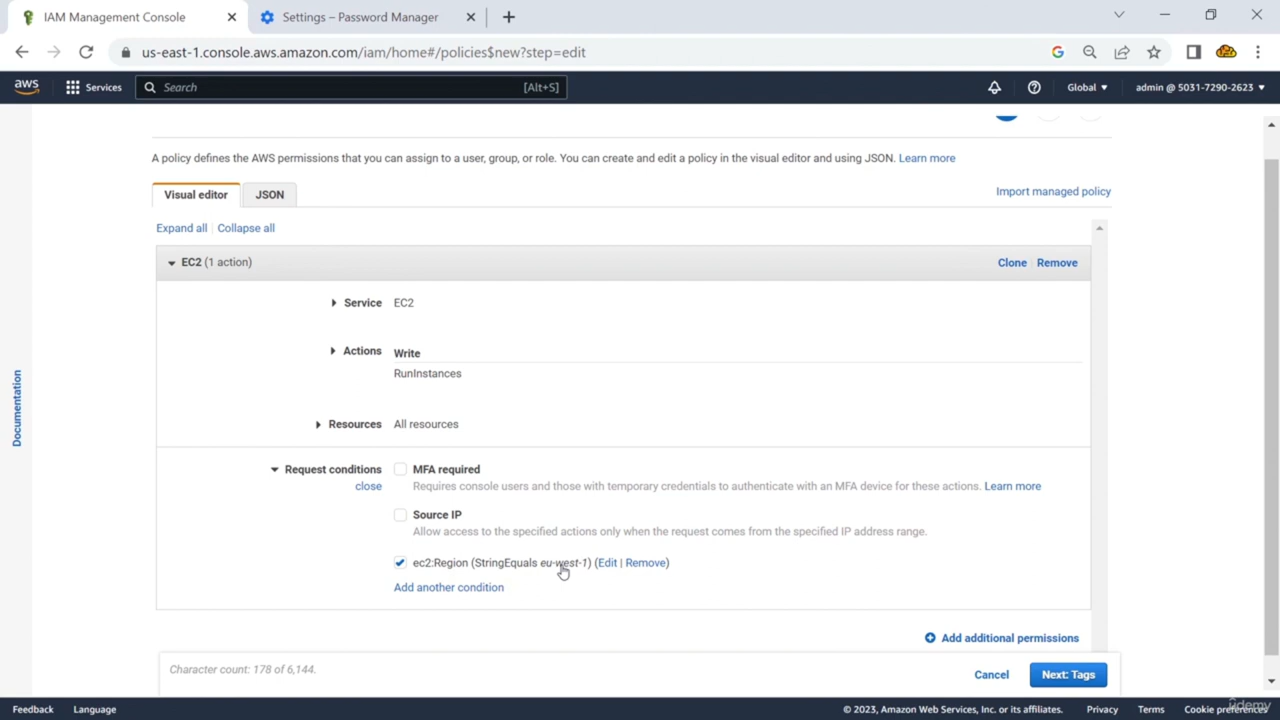 IAM Management Console
Settings – Password Manager
us-east-1.console.aws.amazon.com/iam/home#/policies$new?step=edit
aws Services Search [Alt+S] Global admin @ 5031-7290-2623
A policy defines the AWS permissions that you can assign to a user, group, or role. You can create and edit a policy in the visual editor and using JSON. Learn more
Visual editor JSON Import managed policy
Expand all | Collapse all
EC2 (1 action) Clone | Remove
Service EC2
Actions Write
RunInstances
Resources All resources
Request conditions MFA required
close Requires console users and those with temporary credentials to authenticate with an MFA device for these actions. Learn more
Source IP
Allow access to the specified actions only when the request comes from the specified IP address range.
ec2:Region (StringEquals eu-west-1) (Edit | Remove)
Add another condition
Add additional permissions
Character count: 178 of 6,144.
Cancel Next: Tags
Documentation
Feedback Language © 2023, Amazon Web Services, Inc. or its affiliates. Privacy Terms Cookie preferences
ûdemy